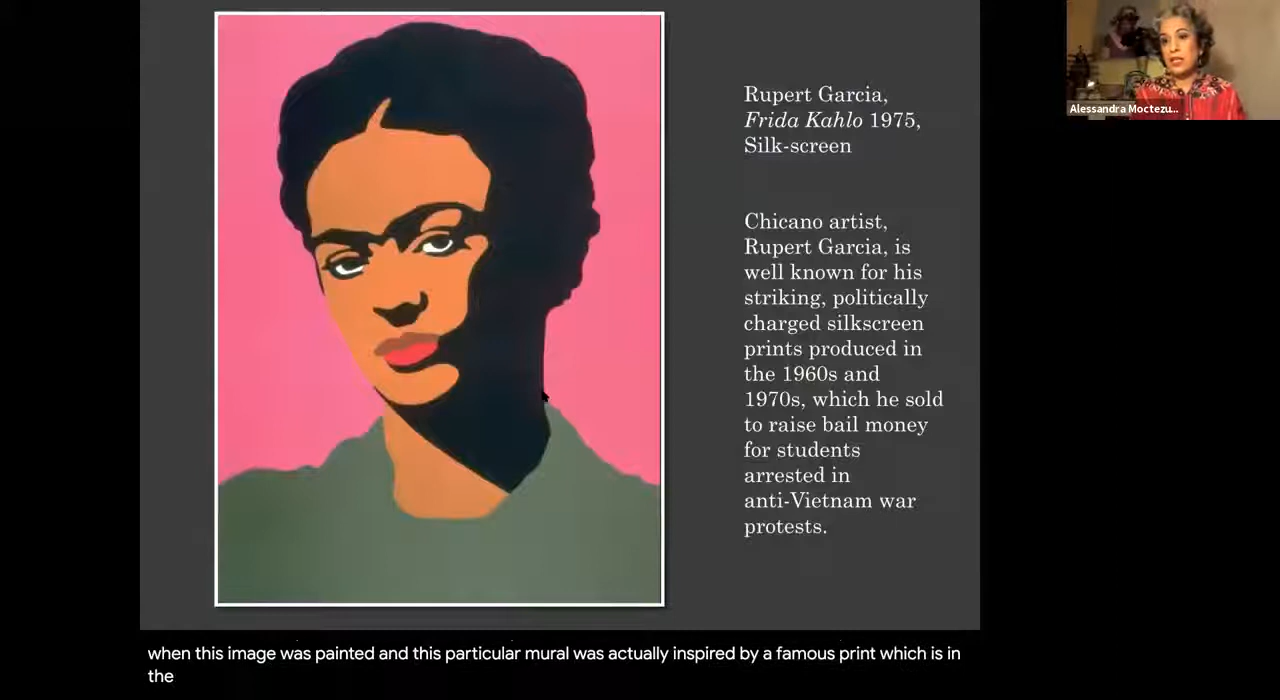 Rupert Garcia,
Frida Kahlo 1975,
Silk-screen
Chicano artist,
Rupert Garcia, is
well known for his
striking, politically
charged silkscreen
prints produced in
the 1960s and
1970s, which he sold
to raise bail money
for students
arrested in
anti-Vietnam war
protests.
Alessandra Moctezu...
when this image was painted and this particular mural was actually inspired by a famous print which is in
the